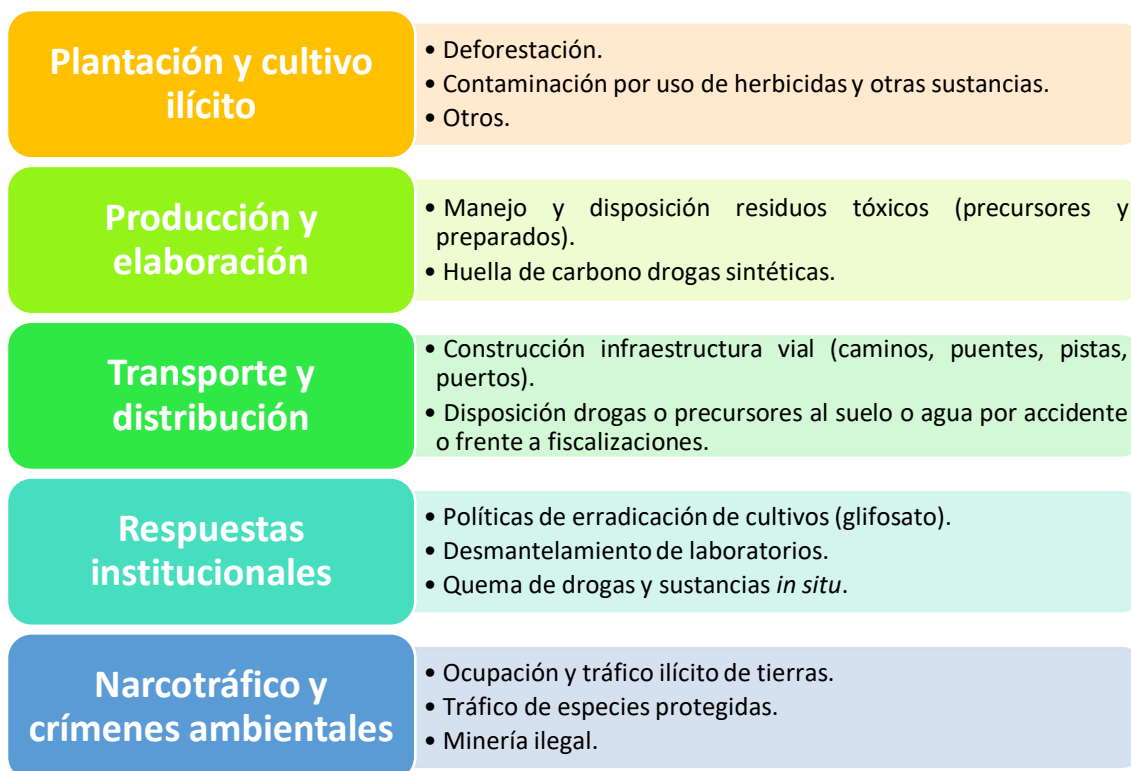 Plantación y cultivo
ilícito
• Deforestación.
• Contaminación por uso de herbicidas y otras sustancias.
• Otros.
Producción y
elaboración
• Manejo y disposición residuos tóxicos (precursores y
preparados).
• Huella de carbono drogas sintéticas.
Transporte y
distribución
• Construcción infraestructura vial (caminos, puentes, pistas,
puertos).
• Disposición drogas o precursores al suelo o agua por accidente
o frente a fiscalizaciones.
Respuestas
institucionales
• Políticas de erradicación de cultivos (glifosato).
• Desmantelamiento de laboratorios.
• Quema de drogas y sustancias in situ.
Narcotráfico y
crímenes ambientales
• Ocupación y tráfico ilícito de tierras.
• Tráfico de especies protegidas.
• Minería ilegal.